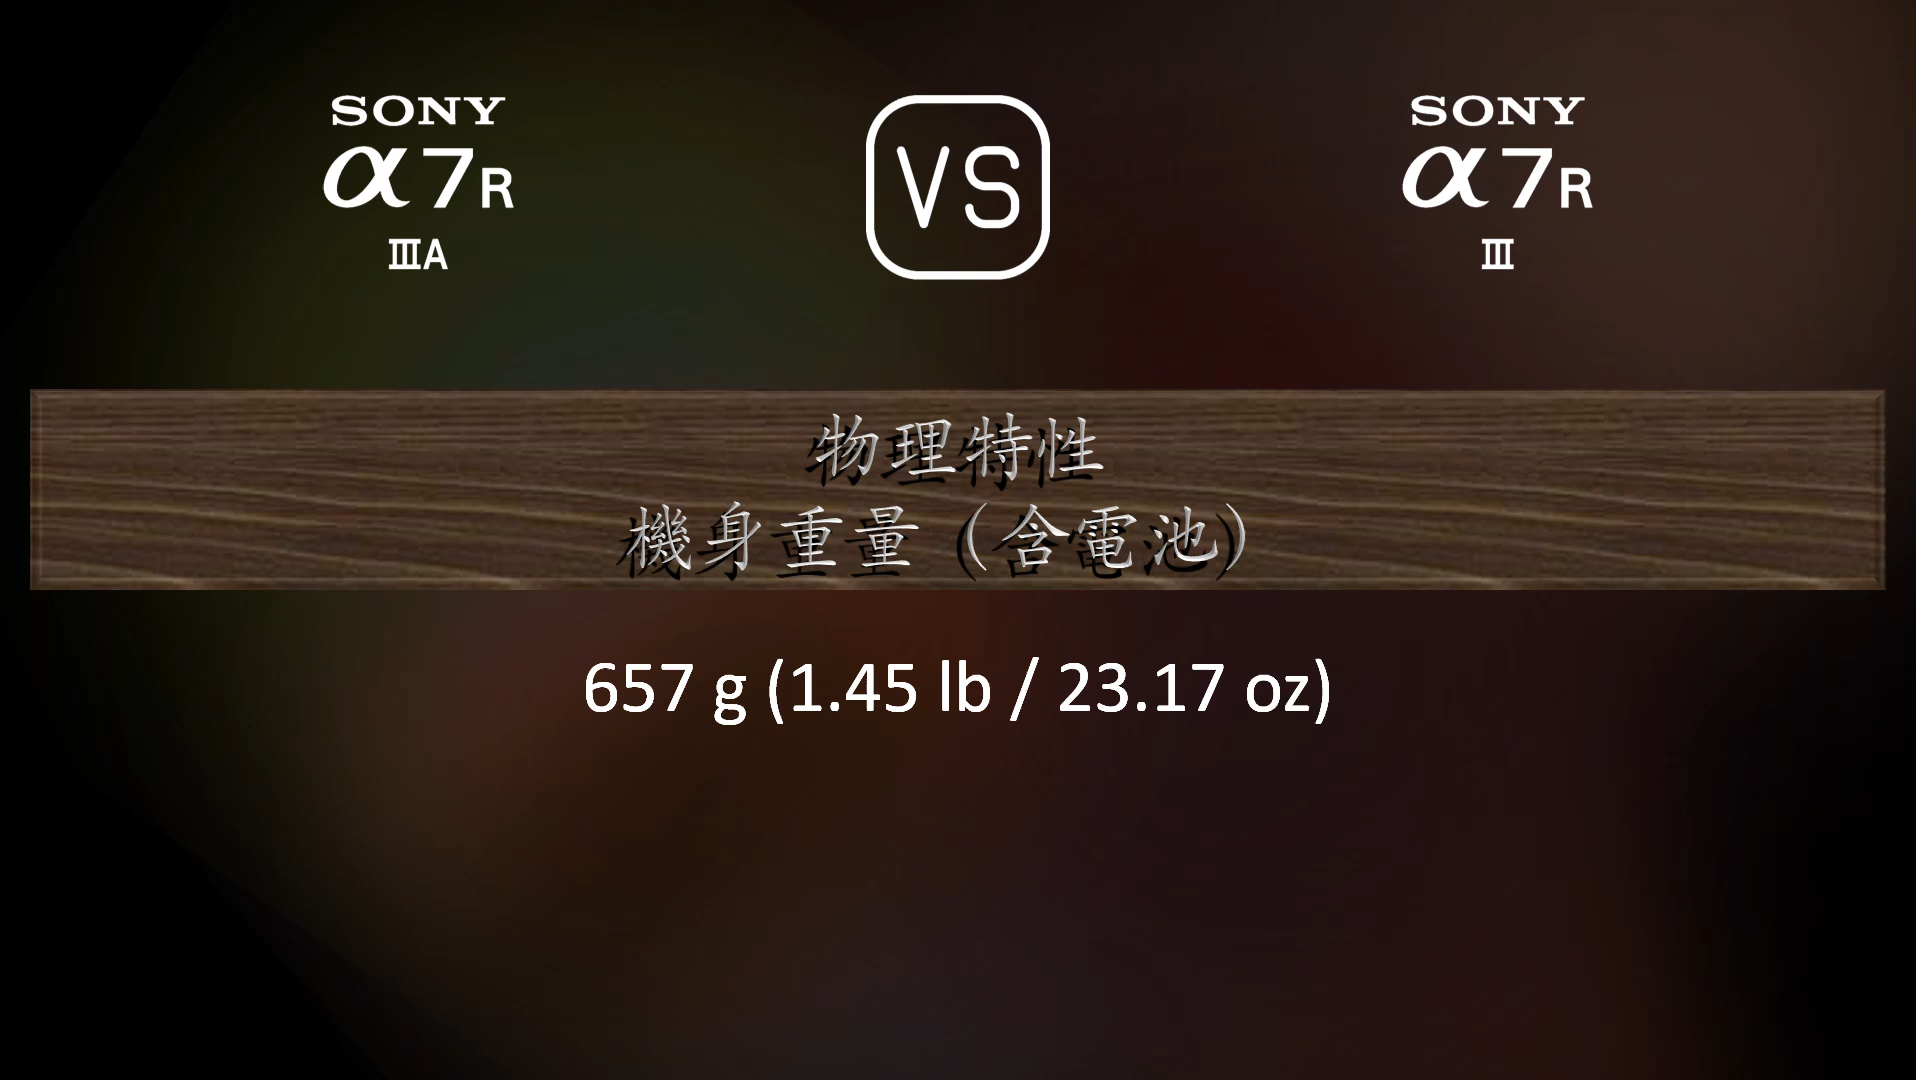 SONY
α7R
ⅢA
VS
SONY
α7R
Ⅲ
物理特性
機身重量（含電池）
657 g (1.45 lb / 23.17 oz)